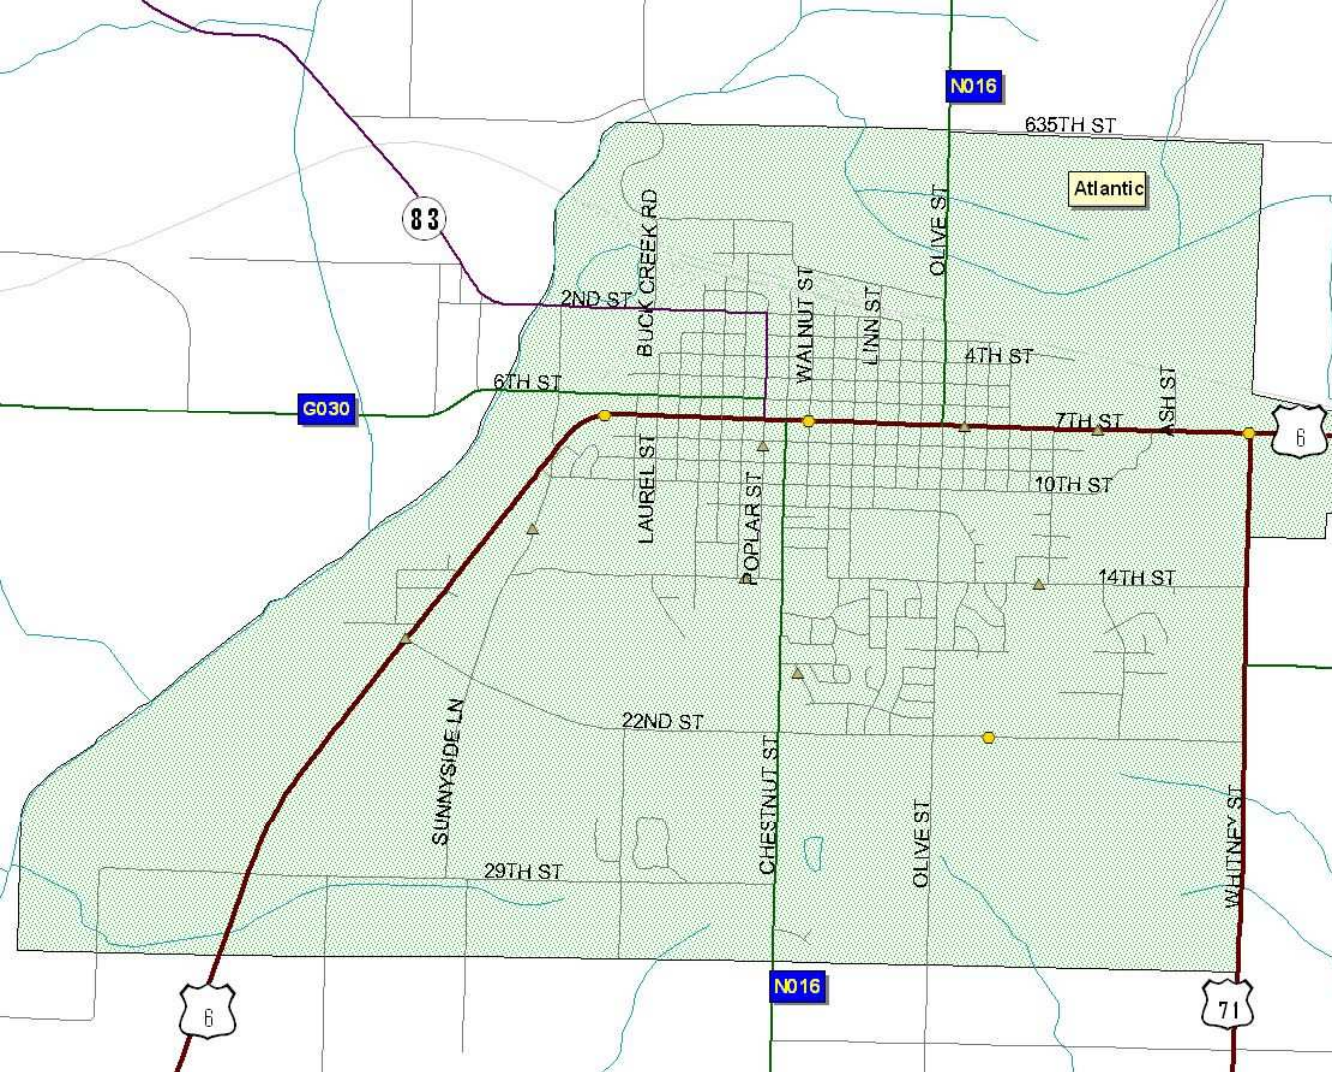 N016
635TH ST
Atlantic
83
BUCK CREEK RD
OLIVE ST
2ND ST
WALNUT ST
LINN ST
4TH ST
6TH ST
ASH ST
G030
7TH ST
6
LAUREL ST
POPLAR ST
10TH ST
14TH ST
22ND ST
SUNNYSIDE LN
CHESTNUT ST
OLIVE ST
WHITNEY ST
29TH ST
N016
6
71